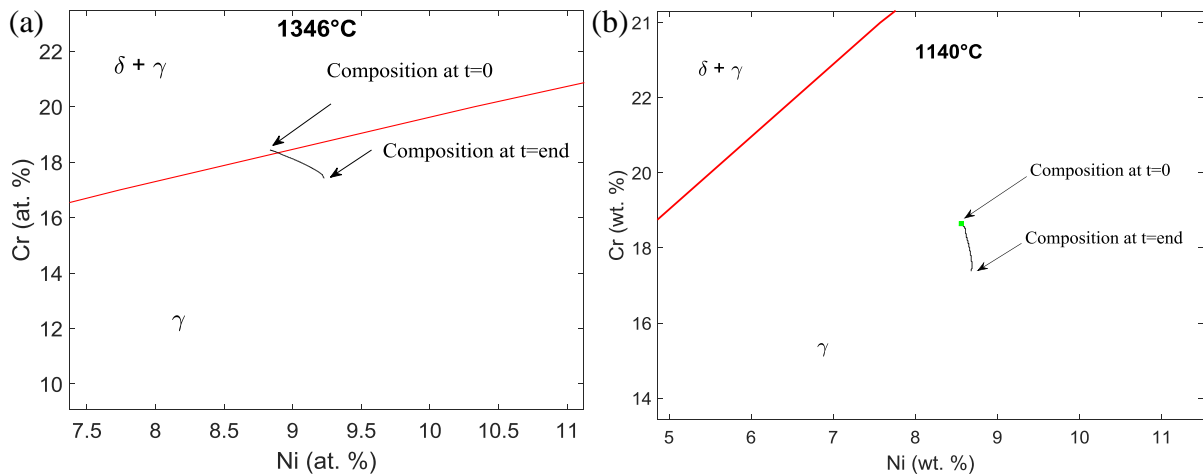 (a)
1346°C
22
20
18
16
14
12
10
Cr (at. %)
δ + γ
Composition at t=0
Composition at t=end
γ
7.5 8 8.5 9 9.5 10 10.5 11
Ni (at. %)
(b)
1140°C
21
22
20
18
16
14
Cr (wt. %)
δ + γ
Composition at t=0
Composition at t=end
γ
5 6 7 8 9 10 11
Ni (wt. %)